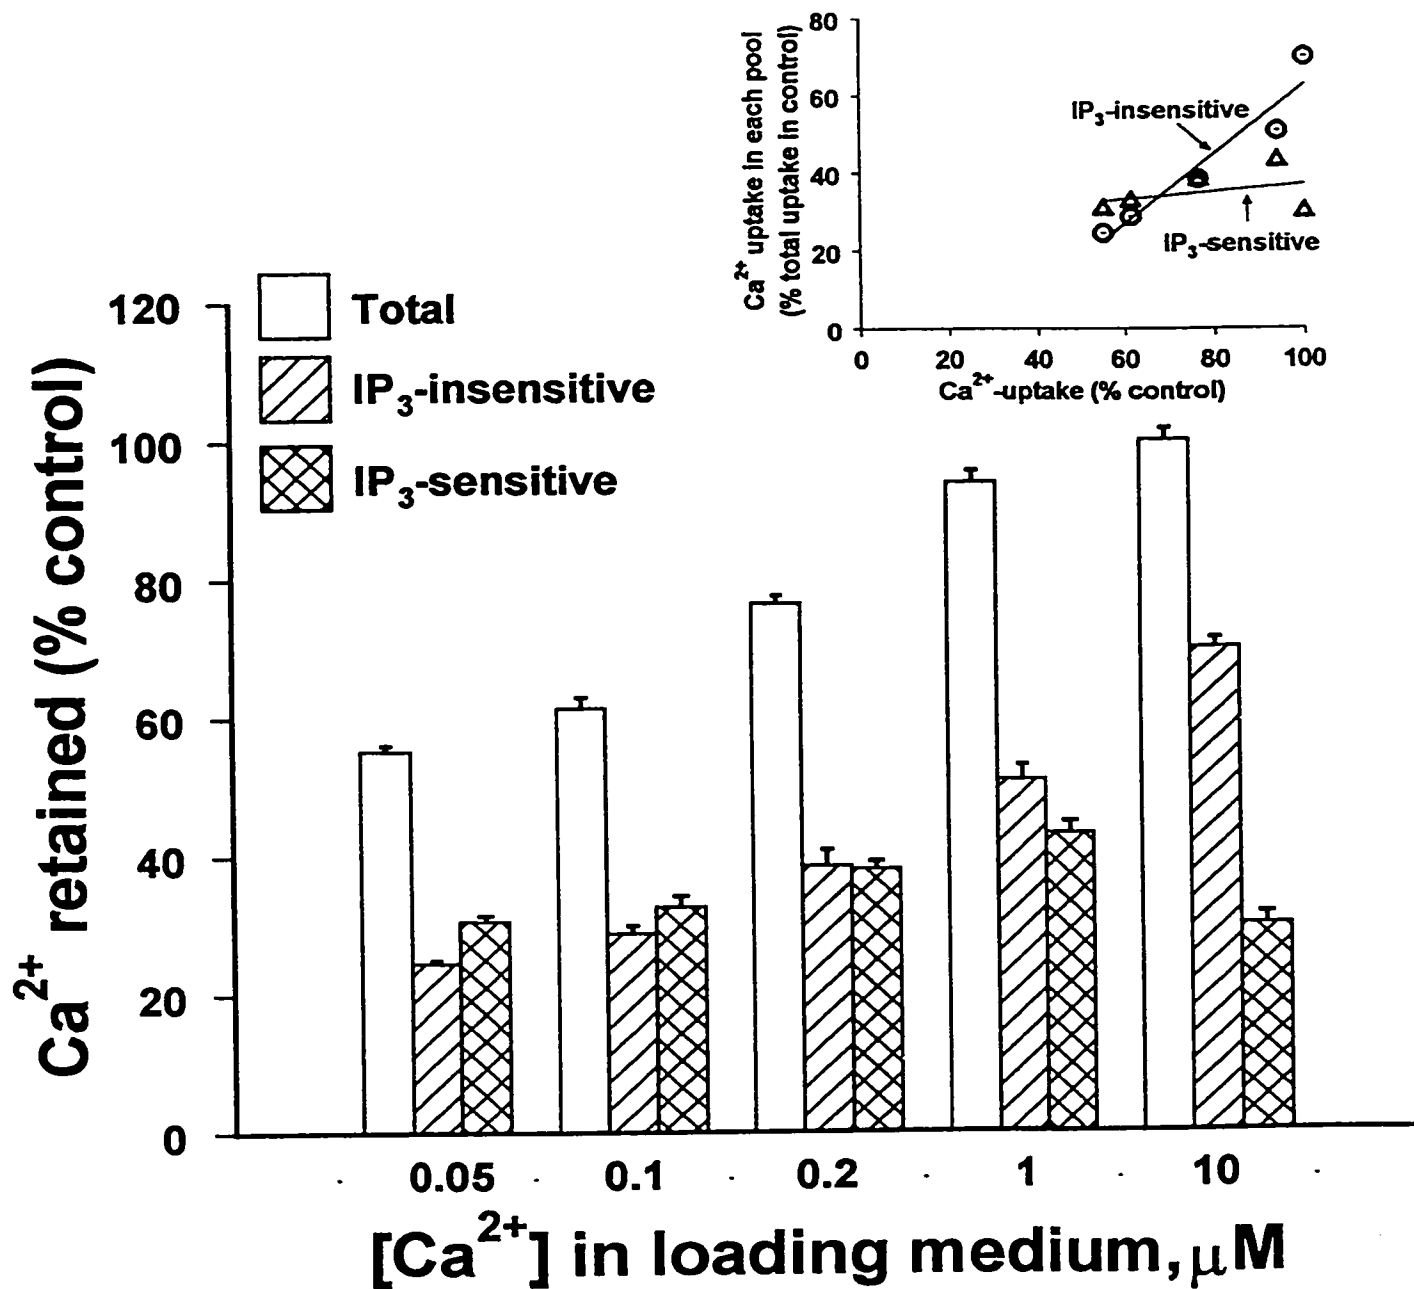 80
60
40
20
0
Ca²⁺ uptake in each pool
(% total uptake in control)
IP₃-insensitive
IP₃-sensitive
0 20 40 60 80 100
Ca²⁺-uptake (% control)
Total
IP₃-insensitive
IP₃-sensitive
120
100
80
60
40
20
0
Ca²⁺ retained (% control)
0.05 0.1 0.2 1 10
[Ca²⁺] in loading medium, μM